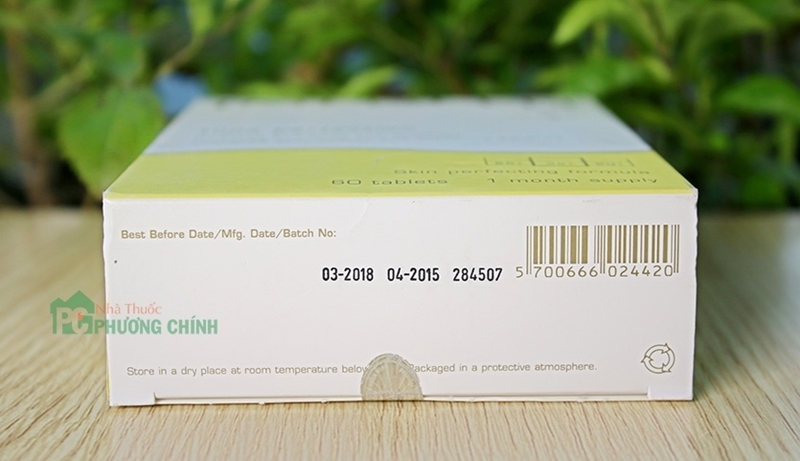 Skin perfecting formula
60 tablets 1 month supply
Best Before Date/Mfg. Date/Batch No:
03-2018 04-2015 284507
5 700666 024420
Nhà Thuốc
PC PHƯƠNG CHÍNH
Store in a dry place at room temperature below Packaged in a protective atmosphere.